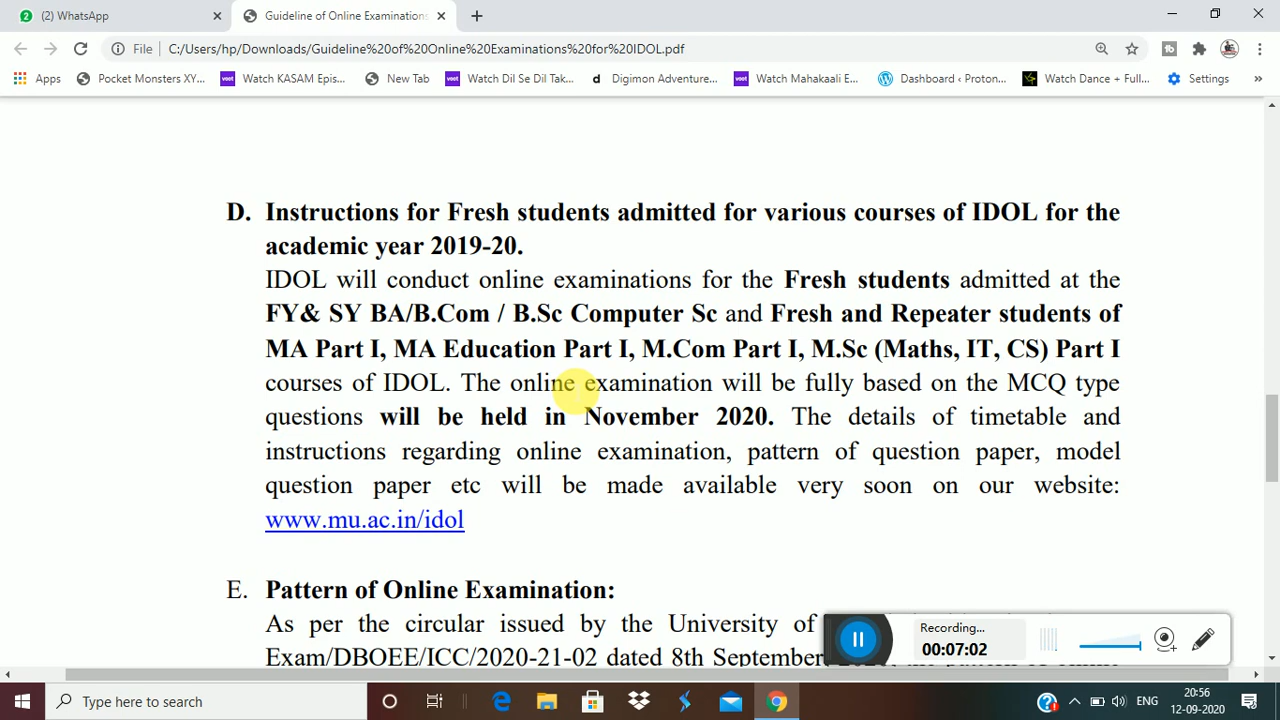 2 (2) WhatsApp
Guideline of Online Examinations
File C:/Users/hp/Downloads/Guideline%20of%20Online%20Examinations%20for%20IDOL.pdf
Apps Pocket Monsters XY... voot Watch KASAM Epis... New Tab voot Watch Dil Se Dil Tak... d Digimon Adventure... voot Watch Mahakaali E... Dashboard ‹ Proton... Watch Dance + Full... Settings »
D. Instructions for Fresh students admitted for various courses of IDOL for the
academic year 2019-20.
IDOL will conduct online examinations for the Fresh students admitted at the
FY& SY BA/B.Com / B.Sc Computer Sc and Fresh and Repeater students of
MA Part I, MA Education Part I, M.Com Part I, M.Sc (Maths, IT, CS) Part I
courses of IDOL. The online examination will be fully based on the MCQ type
questions will be held in November 2020. The details of timetable and
instructions regarding online examination, pattern of question paper, model
question paper etc will be made available very soon on our website:
www.mu.ac.in/idol
E. Pattern of Online Examination:
As per the circular issued by the University of
Exam/DBOEE/ICC/2020-21-02 dated 8th September
Recording...
00:07:02
Type here to search
ENG
20:56
12-09-2020